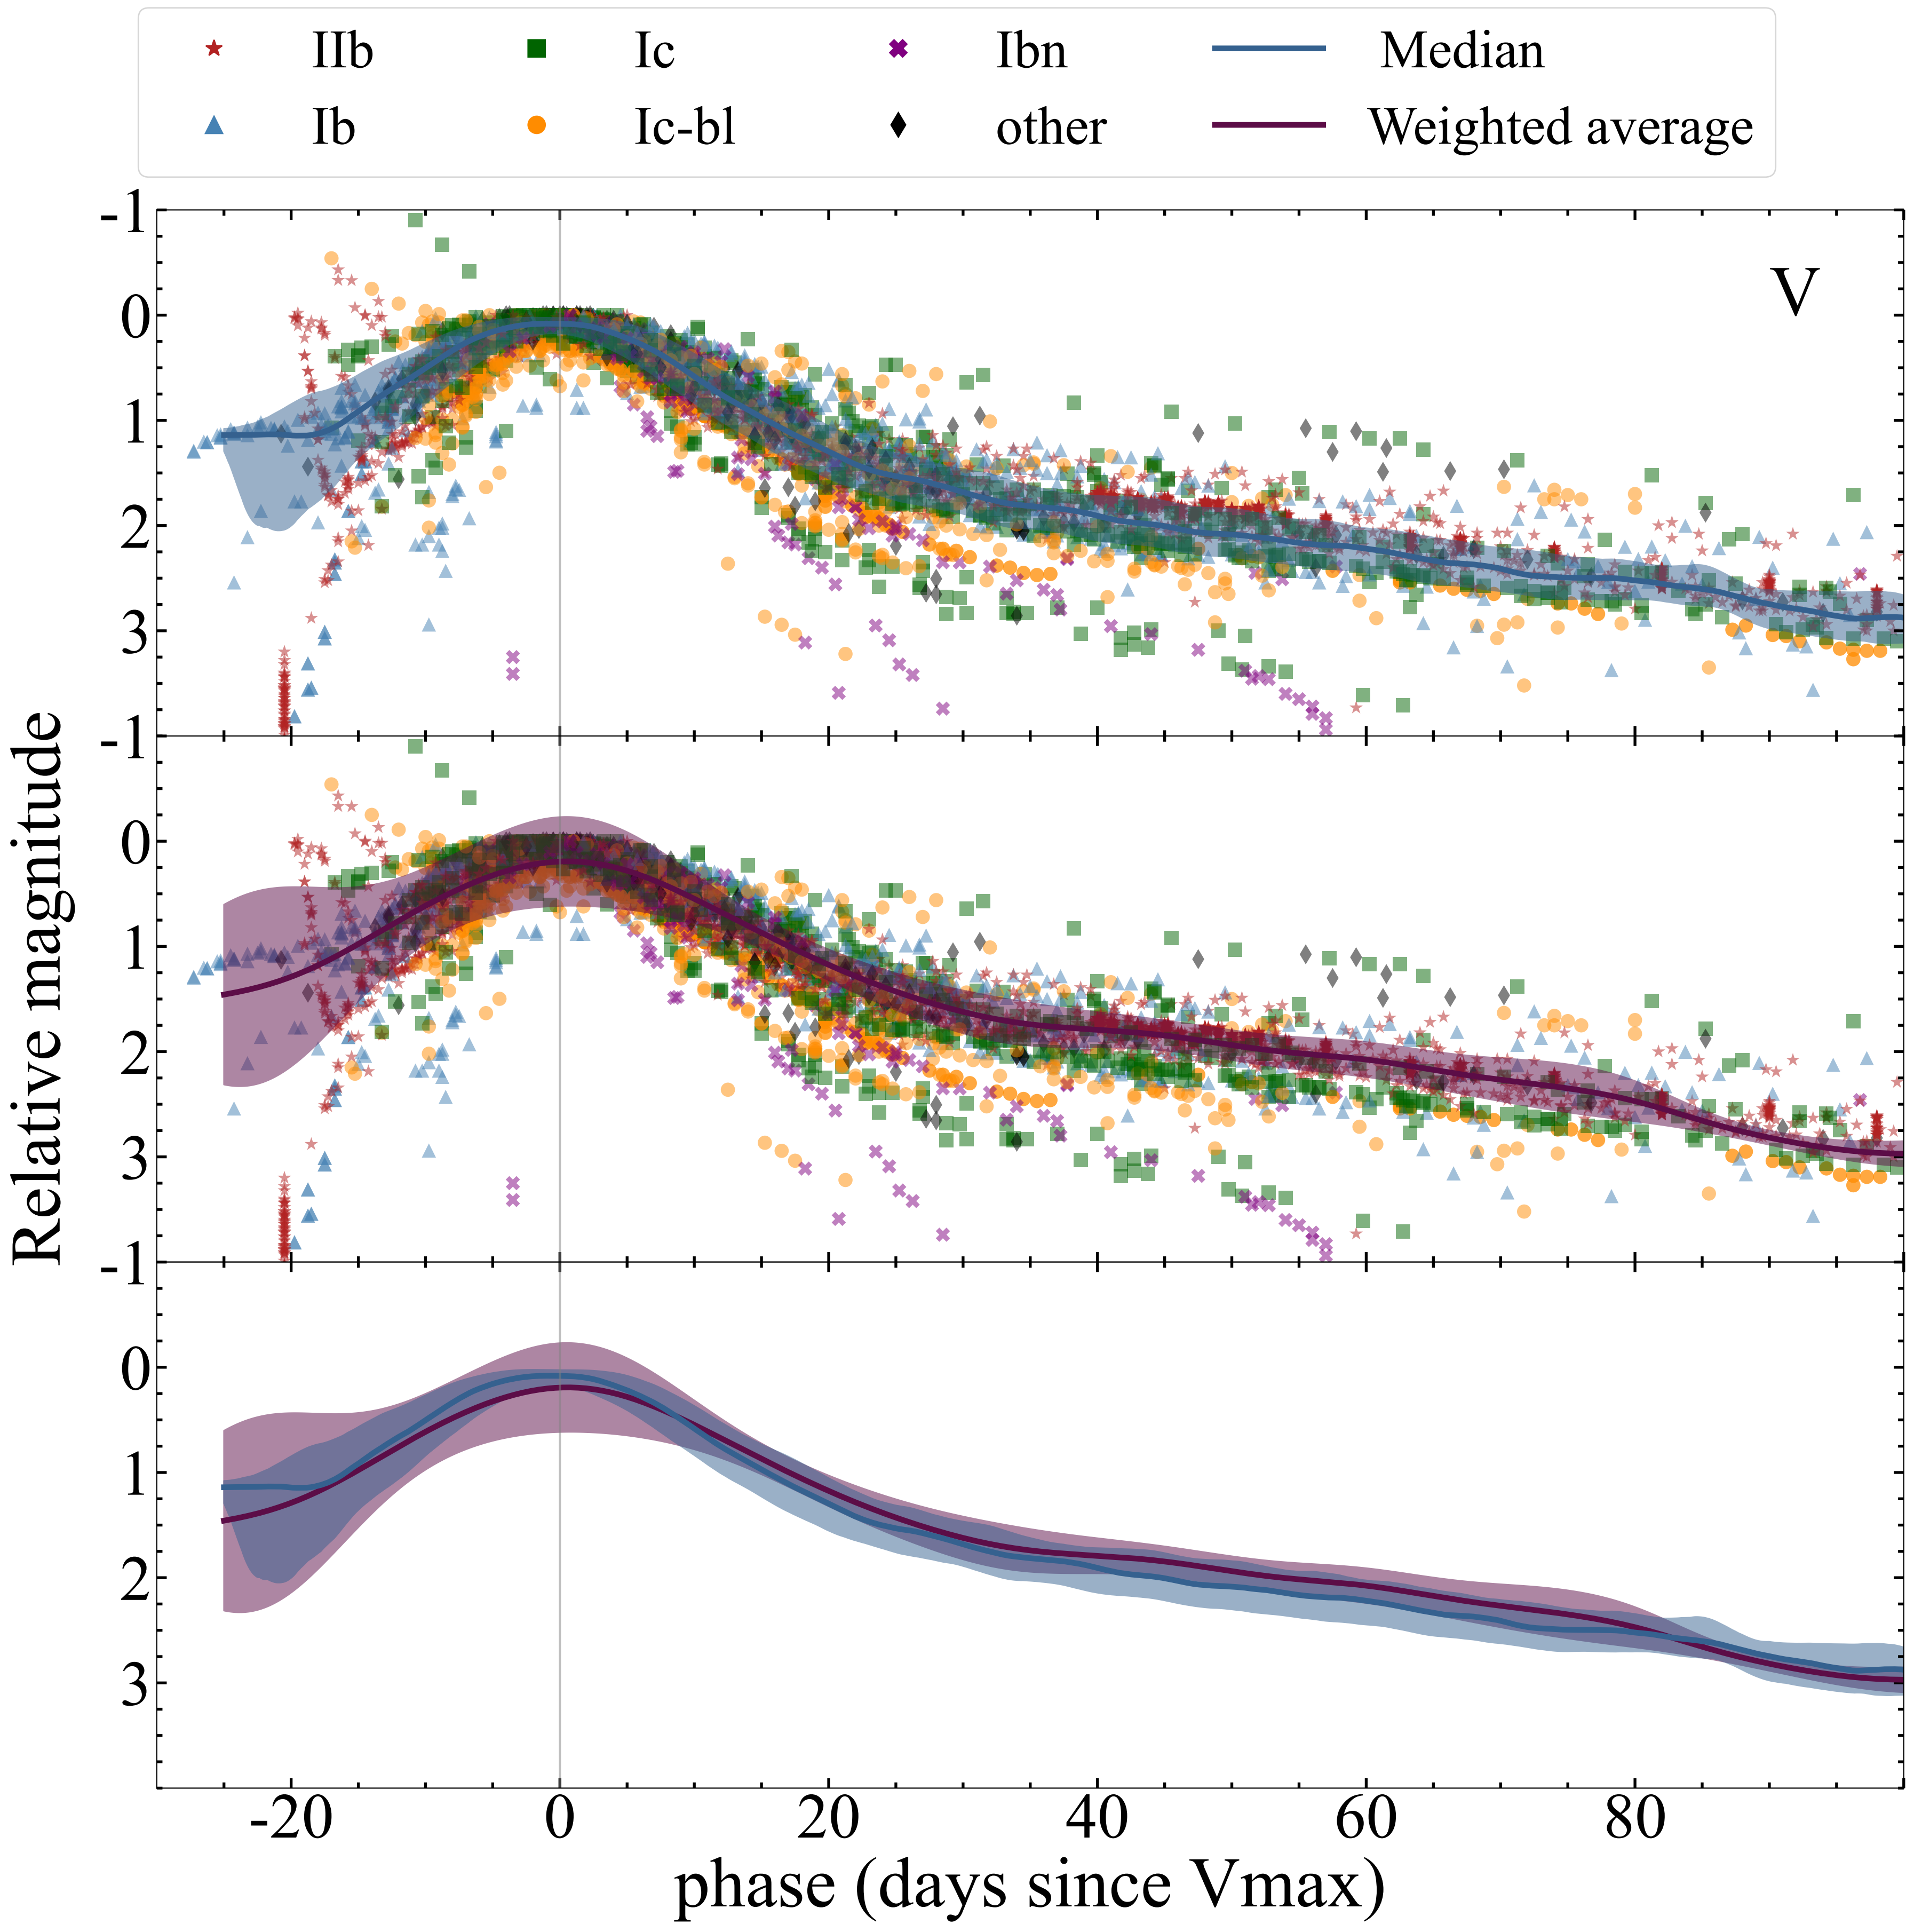 IIb Ic Ibn Median
Ib Ic-bl other Weighted average
-1
0
1
2
3
V
-1
0
1
2
3
-1
0
1
2
3
Relative magnitude
-20 0 20 40 60 80
phase (days since Vmax)